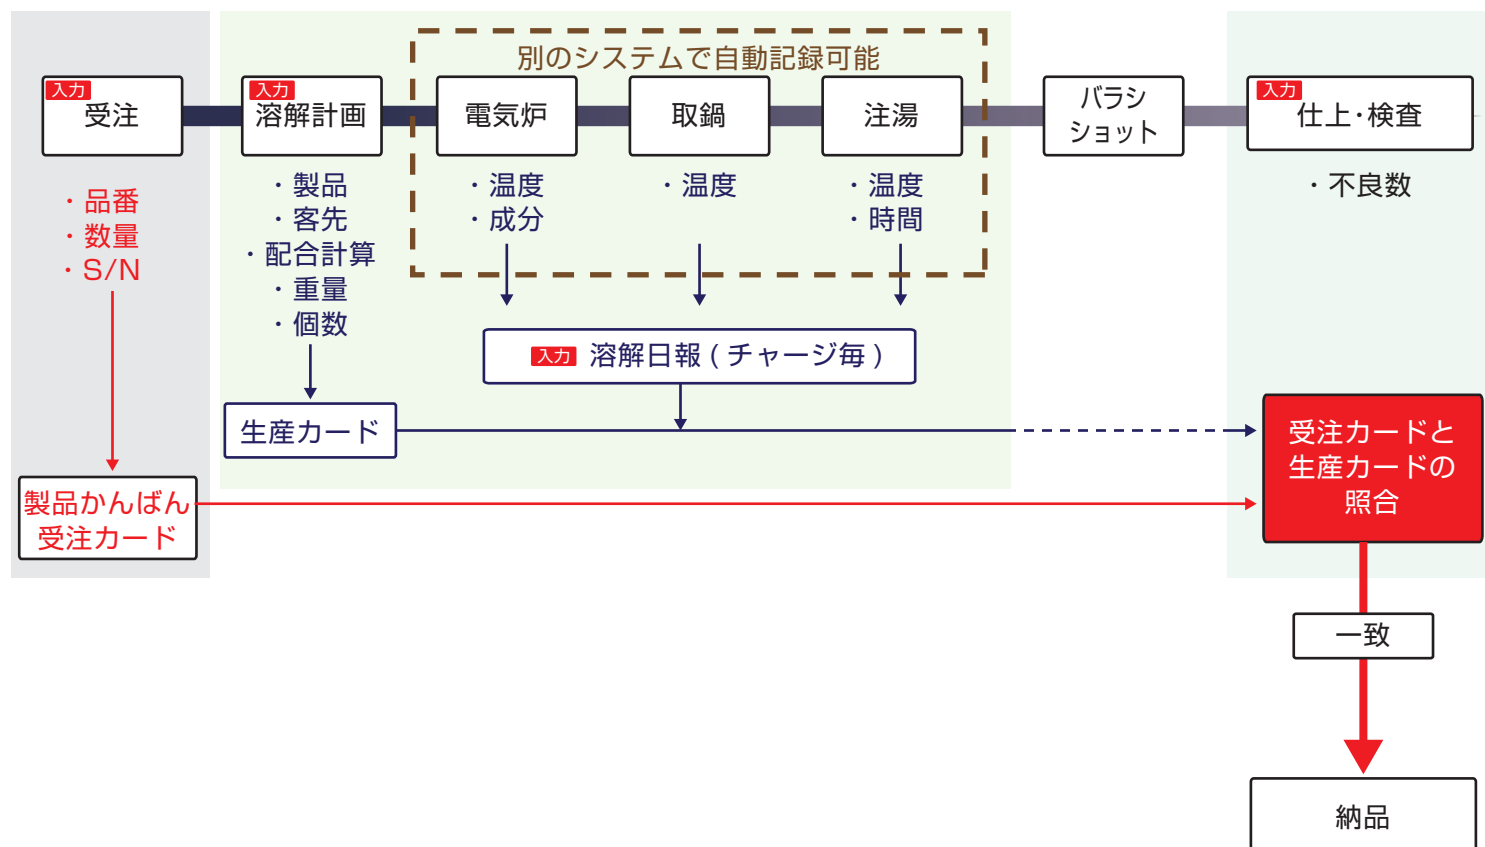 別のシステムで自動記録可能
入力
受注
入力
溶解計画
電気炉
取鍋
注湯
バラシ
ショット
入力
仕上・検査
・品番
・数量
・S/N
・製品
・客先
・配合計算
・重量
・個数
・温度
・成分
・温度
・温度
・時間
・不良数
入力 溶解日報(チャージ毎)
生産カード
製品かんばん
受注カード
受注カードと
生産カードの
照合
一致
納品